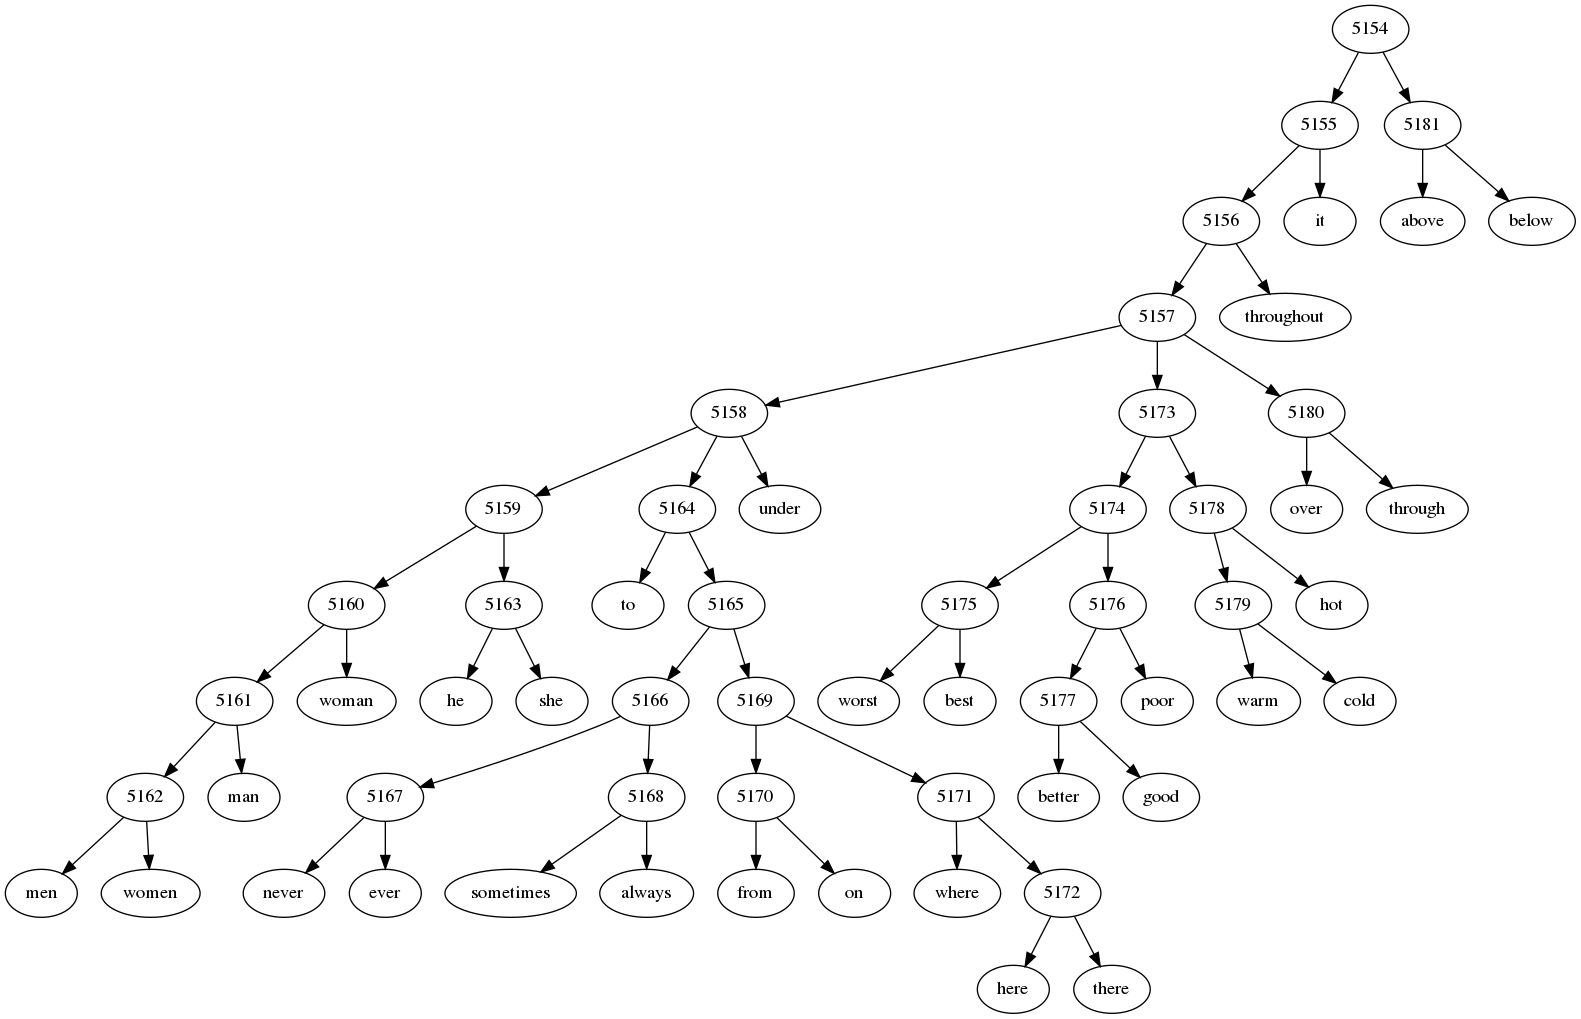 5154
5155 5181
5156 it above below
5157 throughout
5158 5173 5180
5159 5164 under 5174 5178 over through
5160 5163 to 5165 5175 5176 5179 hot
5161 woman he she 5166 5169 worst best 5177 poor warm cold
5162 man 5167 5168 5170 5171 better good
men women never ever sometimes always from on where 5172
here there